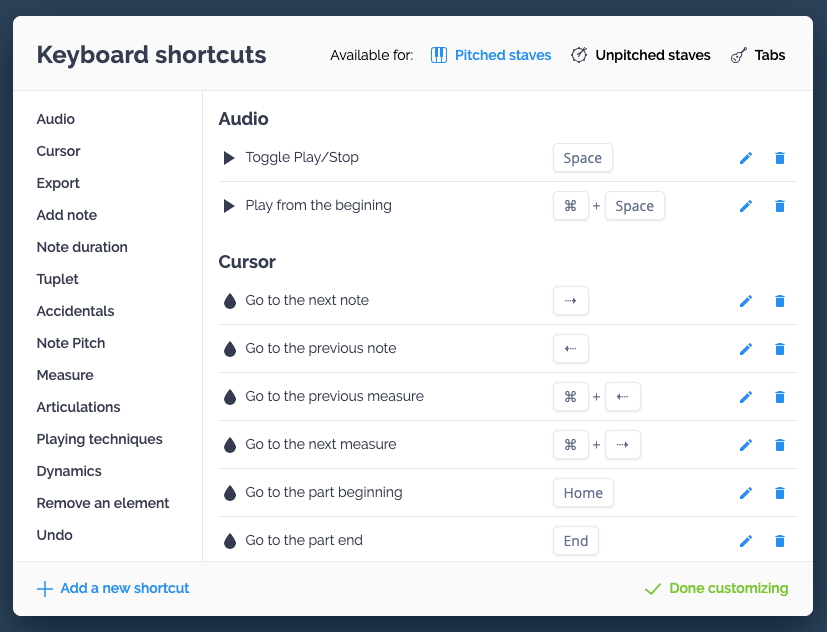 Keyboard shortcuts
Available for: Pitched staves Unpitched staves Tabs
Audio
Cursor
Export
Add note
Note duration
Tuplet
Accidentals
Note Pitch
Measure
Articulations
Playing techniques
Dynamics
Remove an element
Undo
Audio
Toggle Play/Stop Space
Play from the begining ⌘ + Space
Cursor
Go to the next note ⇢
Go to the previous note ⇠
Go to the previous measure ⌘ + ⇠
Go to the next measure ⌘ + ⇢
Go to the part beginning Home
Go to the part end End
Add a new shortcut
Done customizing